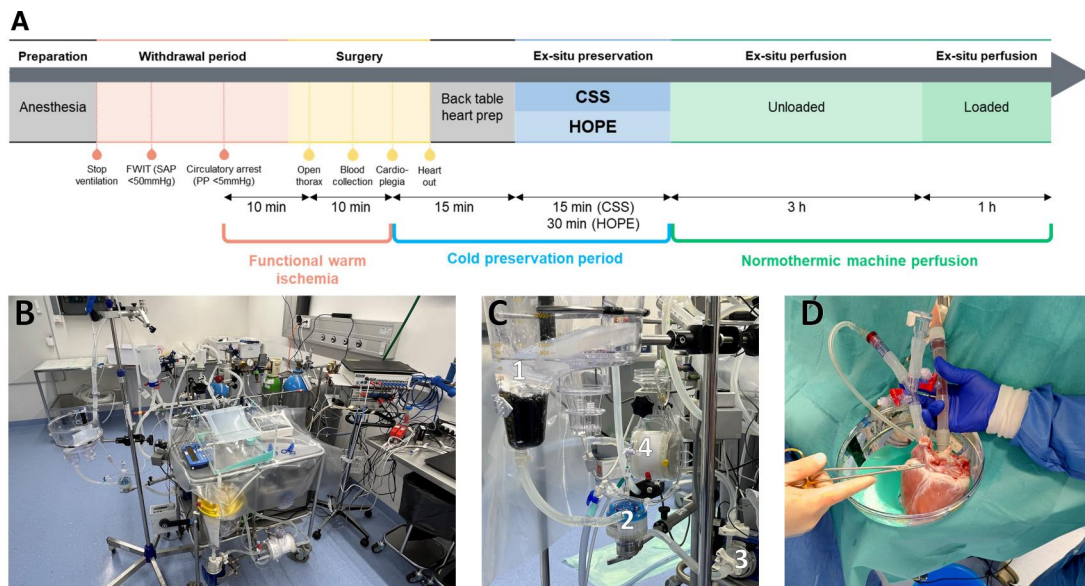 A
Preparation
Withdrawal period
Surgery
Ex-situ preservation
Ex-situ perfusion
Ex-situ perfusion
Anesthesia
Back table
heart prep
CSS
HOPE
Unloaded
Loaded
Stop
ventilation
FWIT (SAP
<50mmHg)
Circulatory arrest
(PP <5mmHg)
Open
thorax
Blood
collection
Cardio-
plegia
Heart
out
10 min
10 min
15 min
15 min (CSS)
30 min (HOPE)
3 h
1 h
Functional warm
ischemia
Cold preservation period
Normothermic machine perfusion
B
C
D
1
4
2
3